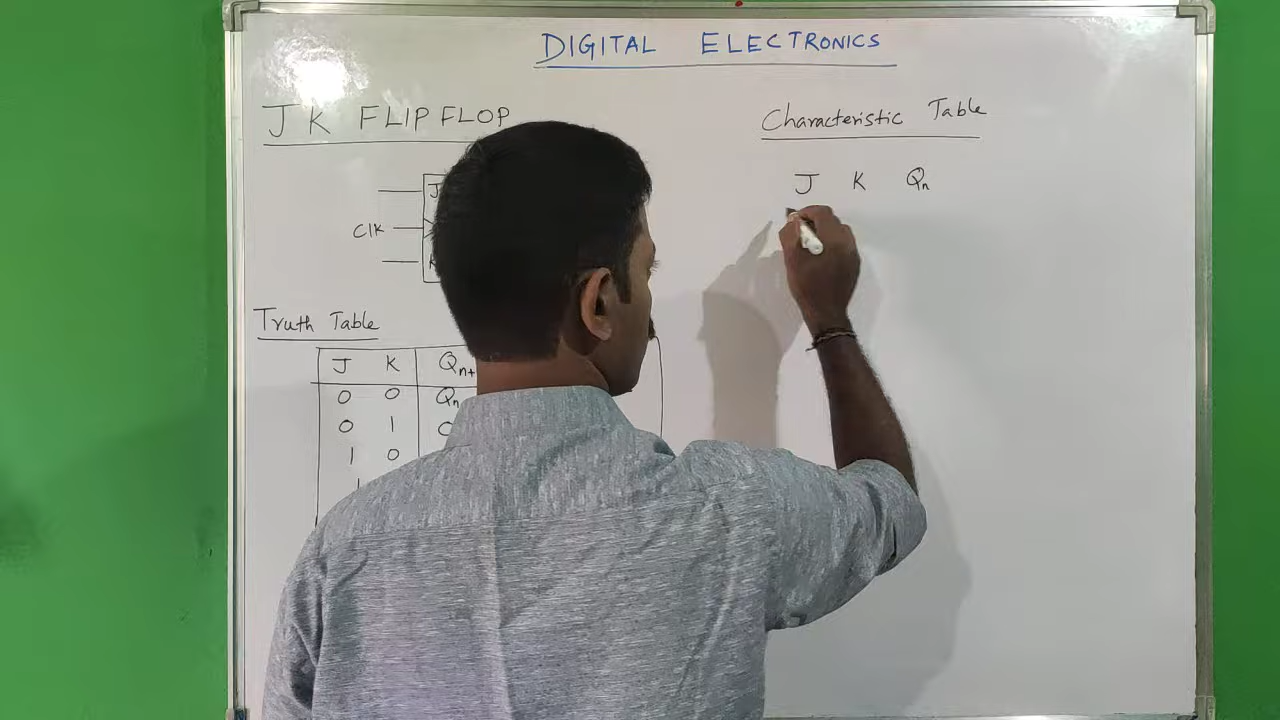 DIGITAL ELECTRONICS
JK FLIP FLOP
J
Clk
Truth Table
J K Qn+
0 0 Qn
0 1
1 0
1
Characteristic Table
J K Qn